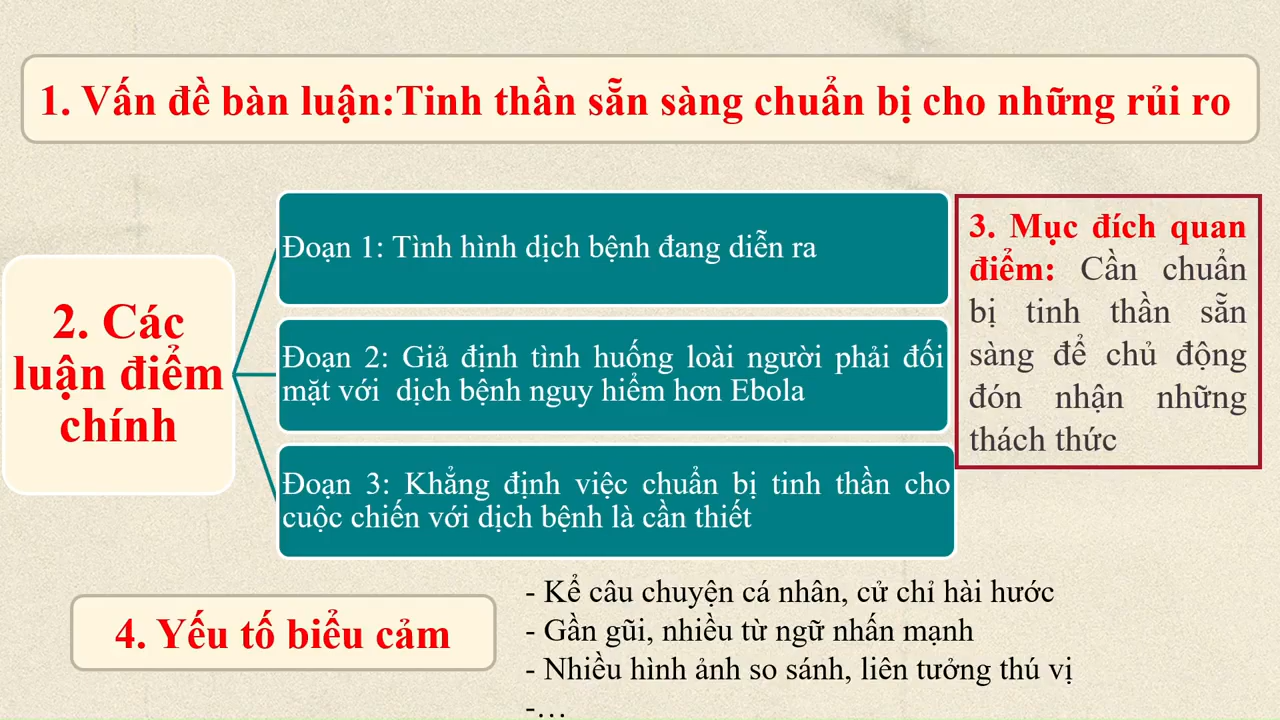 1. Vấn đề bàn luận:Tinh thần sẵn sàng chuẩn bị cho những rủi ro
2. Các
luận điểm
chính
Đoạn 1: Tình hình dịch bệnh đang diễn ra
Đoạn 2: Giả định tình huống loài người phải đối
mặt với dịch bệnh nguy hiểm hơn Ebola
Đoạn 3: Khẳng định việc chuẩn bị tinh thần cho
cuộc chiến với dịch bệnh là cần thiết
3. Mục đích quan
điểm: Cần chuẩn
bị tinh thần sẵn
sàng để chủ động
đón nhận những
thách thức
4. Yếu tố biểu cảm
- Kể câu chuyện cá nhân, cử chỉ hài hước
- Gần gũi, nhiều từ ngữ nhấn mạnh
- Nhiều hình ảnh so sánh, liên tưởng thú vị
-…